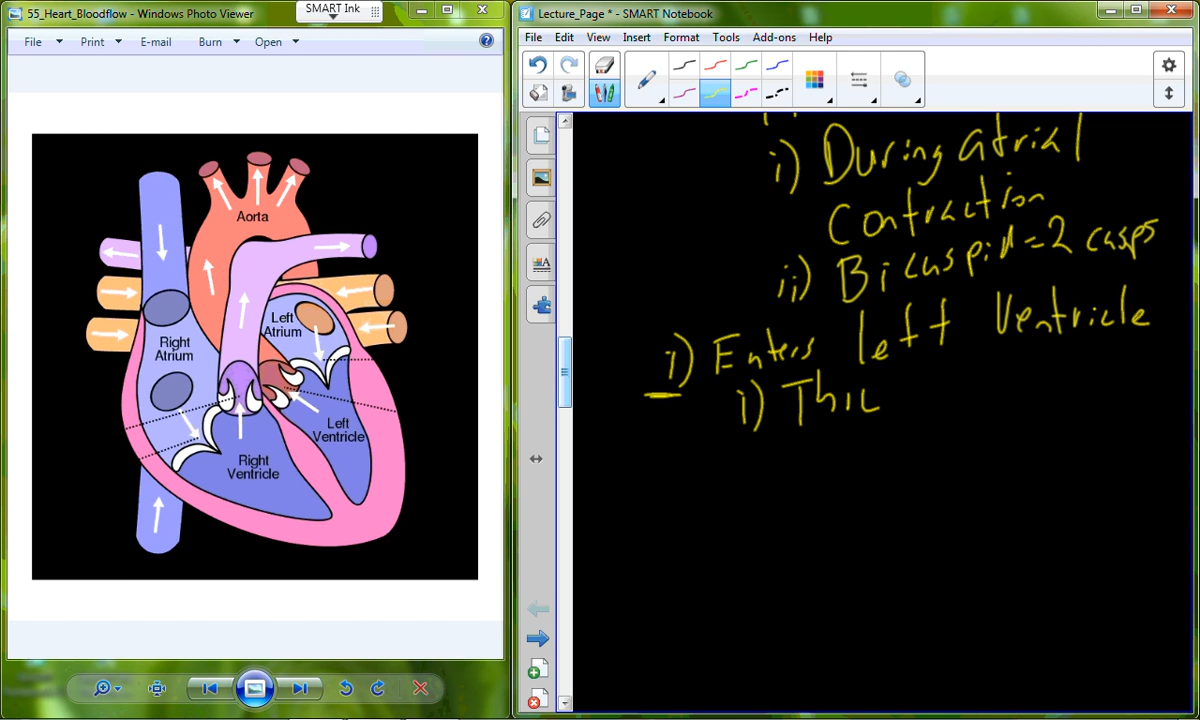 55_Heart_Bloodflow - Windows Photo Viewer
SMART Ink
File Print E-mail Burn Open
Aorta
Left
Atrium
Right
Atrium
Left
Ventricle
Right
Ventricle
Lecture_Page * - SMART Notebook
File Edit View Insert Format Tools Add-ons Help
i) During atrial
Contraction
ii) Bicuspid = 2 cusps
i) Enters left Ventricle
i) Thic